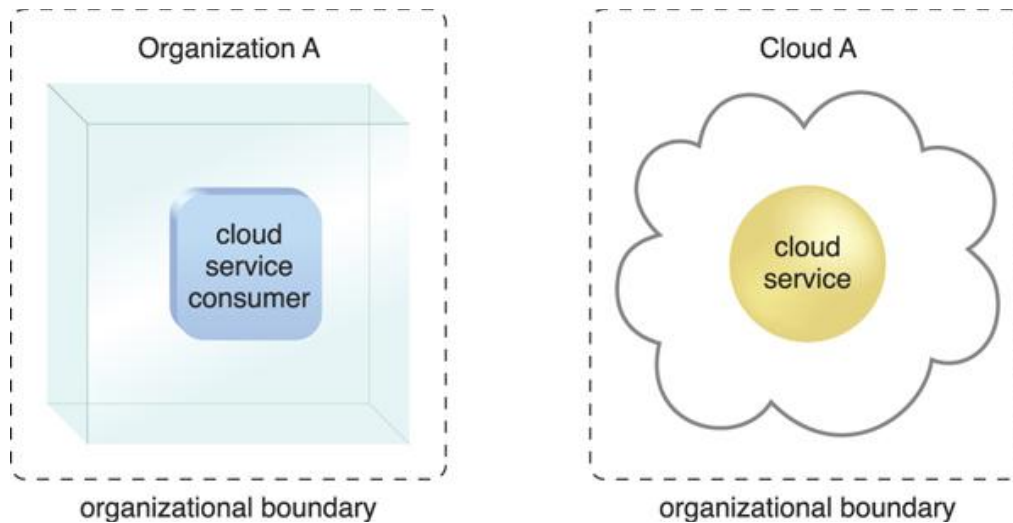 Organization A
cloud
service
consumer
organizational boundary
Cloud A
cloud
service
organizational boundary